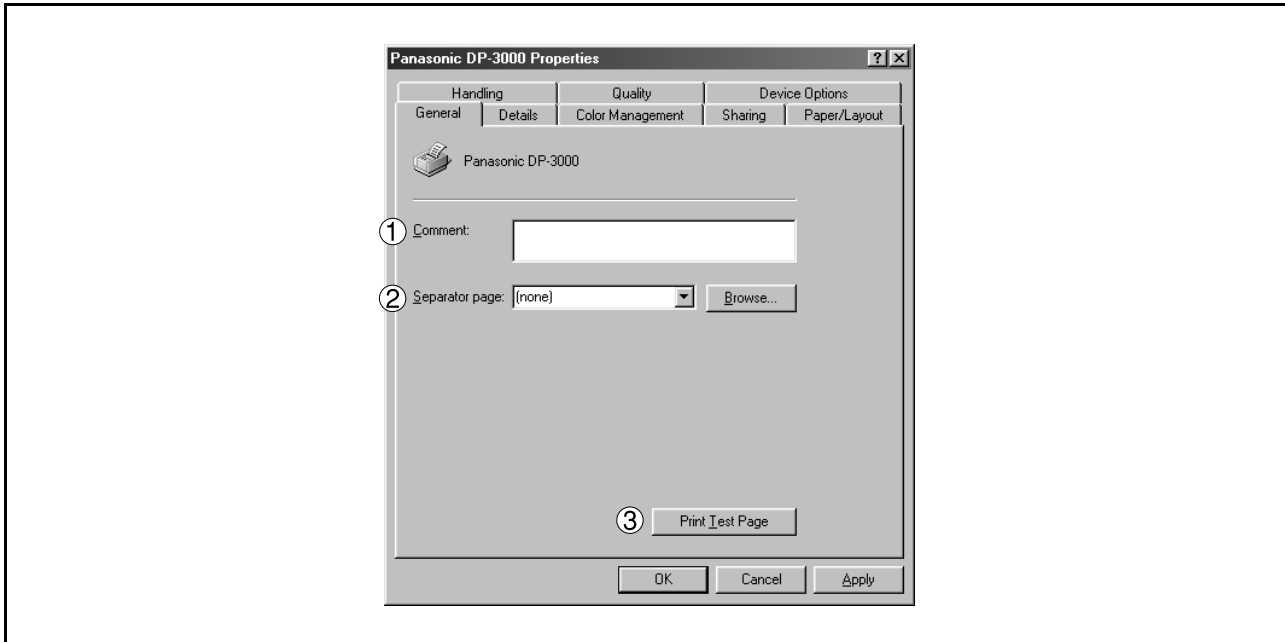 Panasonic DP-3000 Properties
Handling Quality Device Options
General Details Color Management Sharing Paper/Layout
Panasonic DP-3000
① Comment:
② Separator page: (none) Browse...
③ Print Test Page
OK Cancel Apply